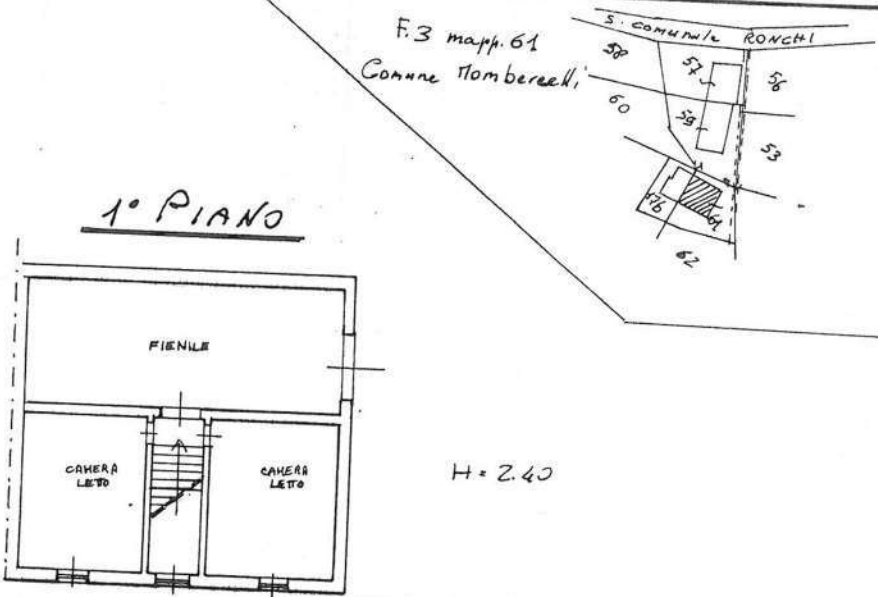 F.3 mapp. 61
Comune Mombercelli
S. comunale RONCHI
58
57
56
60
59
53
61
62
1° PIANO
FIENILE
CAMERA
LETTO
CAMERA
LETTO
H = 2.40